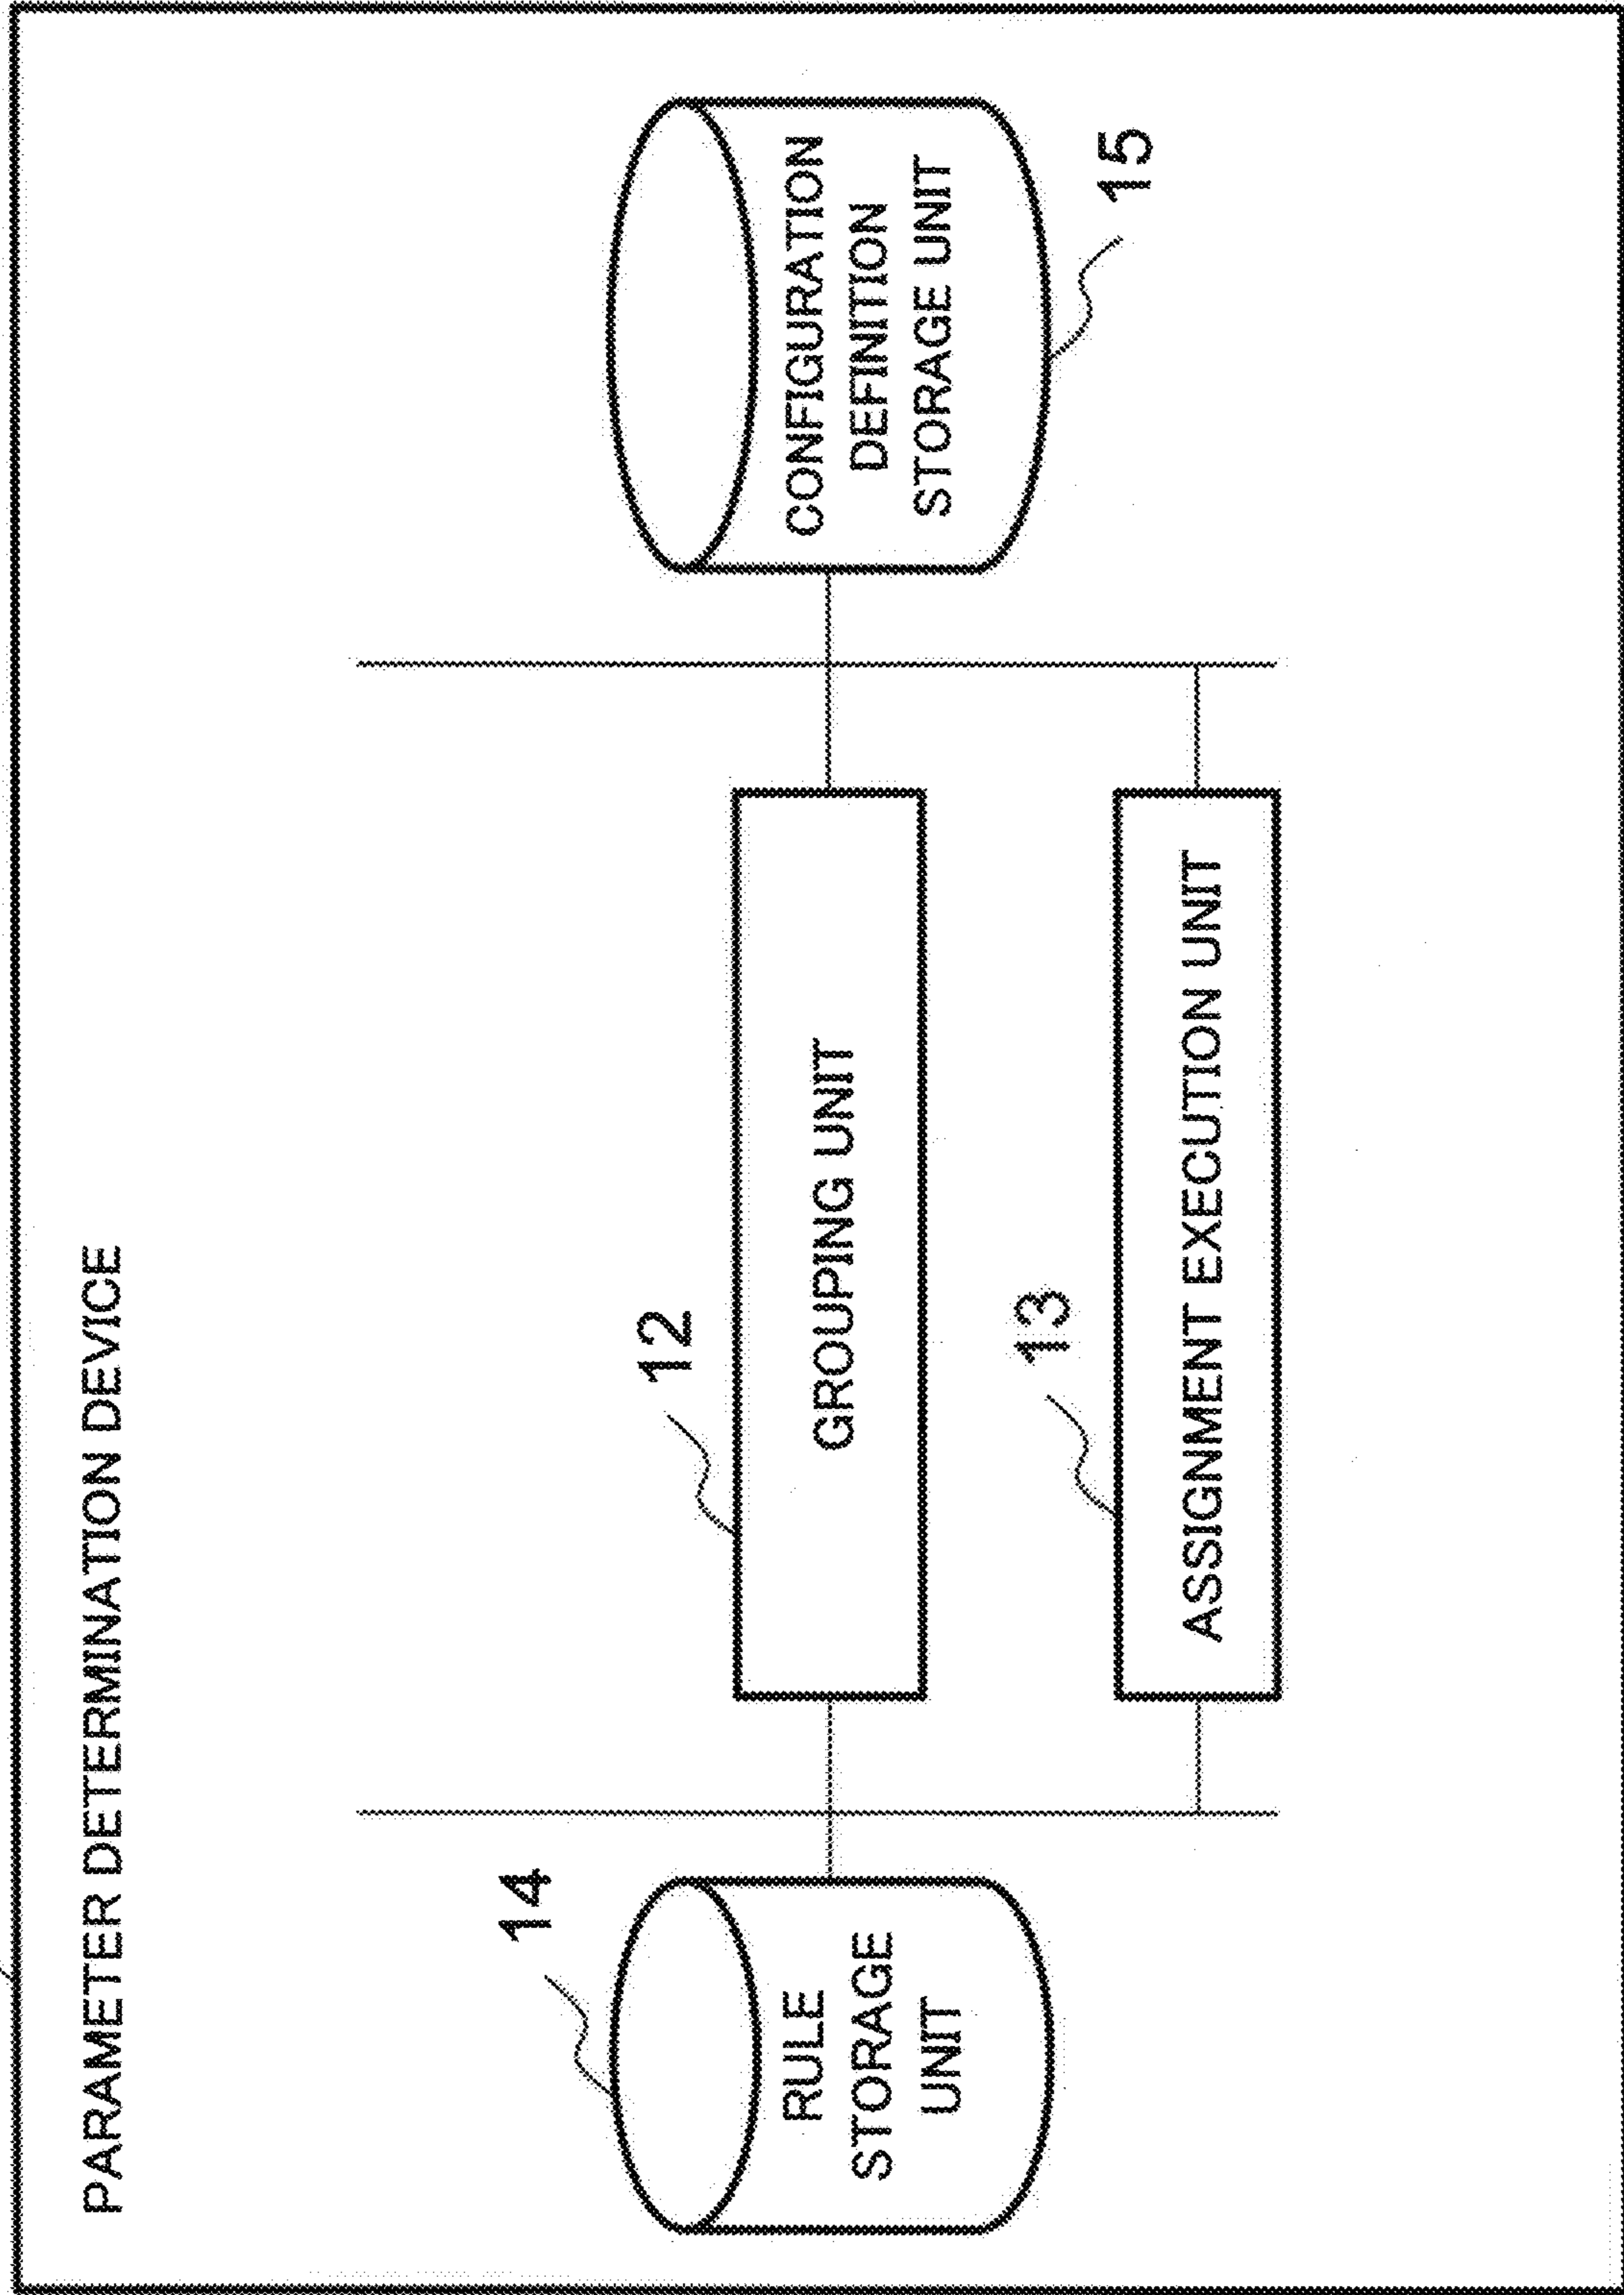 PARAMETER DETERMINATION DEVICE
14
RULE
STORAGE
UNIT
12
GROUPING UNIT
13
ASSIGNMENT EXECUTION UNIT
CONFIGURATION
DEFINITION
STORAGE UNIT
15